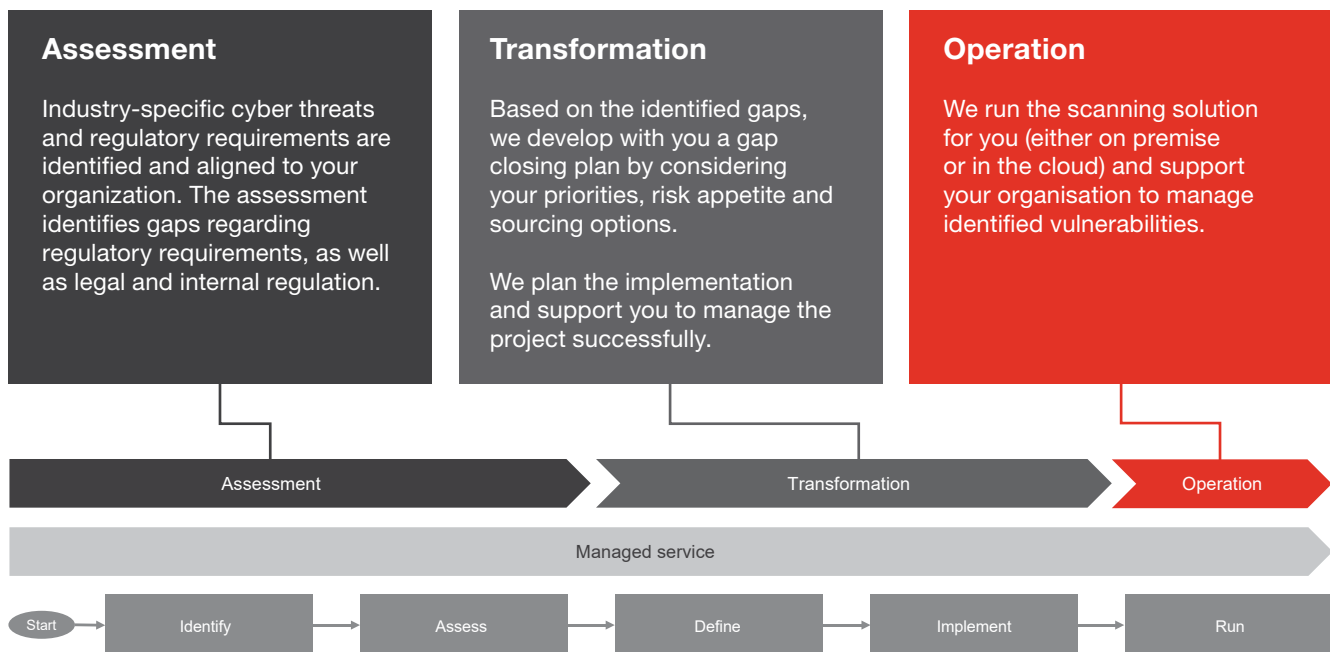 Assessment
Industry-specific cyber threats
and regulatory requirements are
identified and aligned to your
organization. The assessment
identifies gaps regarding
regulatory requirements, as well
as legal and internal regulation.
Transformation
Based on the identified gaps,
we develop with you a gap
closing plan by considering
your priorities, risk appetite and
sourcing options.
We plan the implementation
and support you to manage the
project successfully.
Operation
We run the scanning solution
for you (either on premise
or in the cloud) and support
your organisation to manage
identified vulnerabilities.
Assessment
Transformation
Operation
Managed service
Start
Identify
Assess
Define
Implement
Run